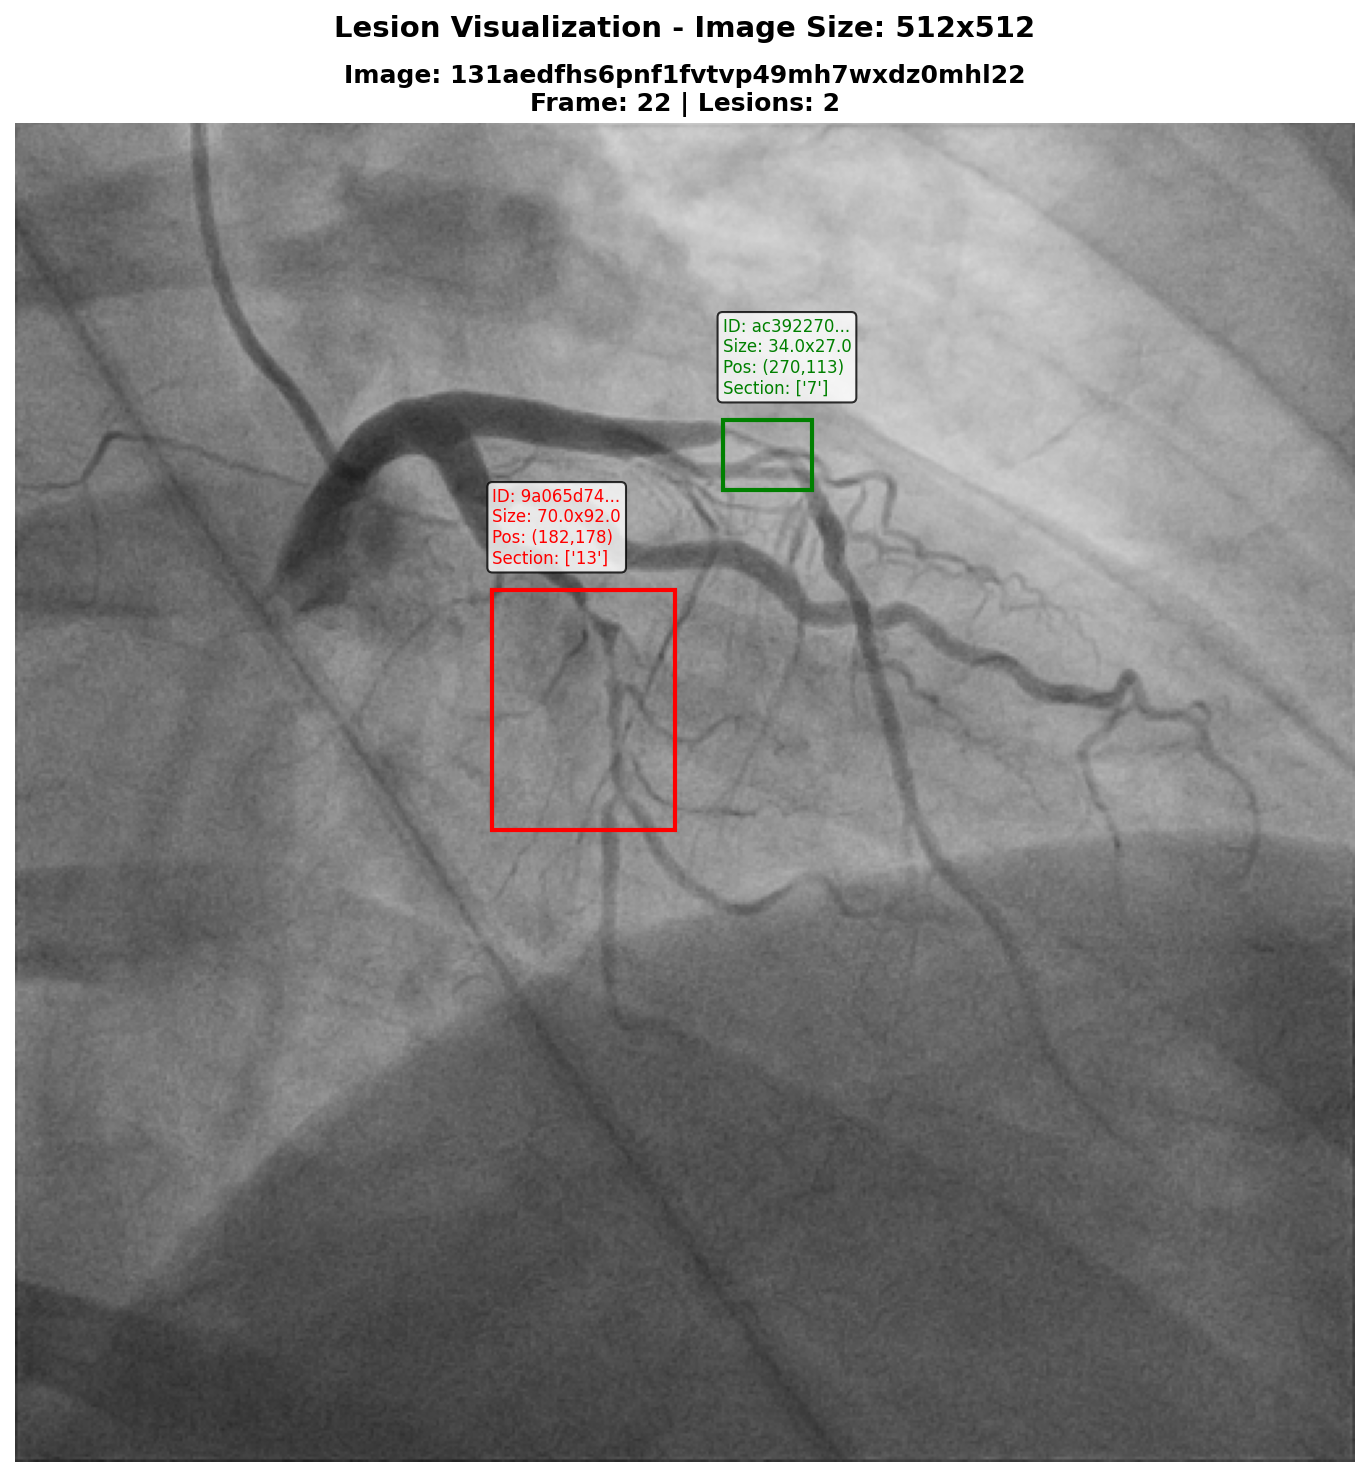 Lesion Visualization - Image Size: 512x512
Image: 131aedfhs6pnf1fvtvp49mh7wxdz0mhl22
Frame: 22 | Lesions: 2
ID: ac392270...
Size: 34.0x27.0
Pos: (270,113)
Section: ['7']
ID: 9a065d74...
Size: 70.0x92.0
Pos: (182,178)
Section: ['13']